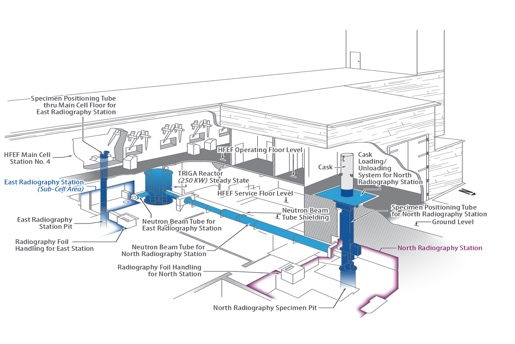 Specimen Positioning Tube
thru Main Cell Floor for
East Radiography Station
HFEF Main Cell
Station No. 4
East Radiography Station
(Sub-Cell Area)
East Radiography
Station Pit
Radiography Foil
Handling for East Station
HFEF Operating Floor Level
TRIGA Reactor
(250 KW) Steady State
HFEF Service Floor Level
Neutron Beam Tube for
East Radiography Station
Neutron Beam
Tube Shielding
Neutron Beam Tube for
North Radiography Station
Radiography Foil Handling
for North Station
North Radiography Specimen Pit
Cask
Cask
Loading/
Unloading
System for North
Radiography Station
Specimen Positioning Tube
for North Radiography Station
Ground Level
North Radiography Station